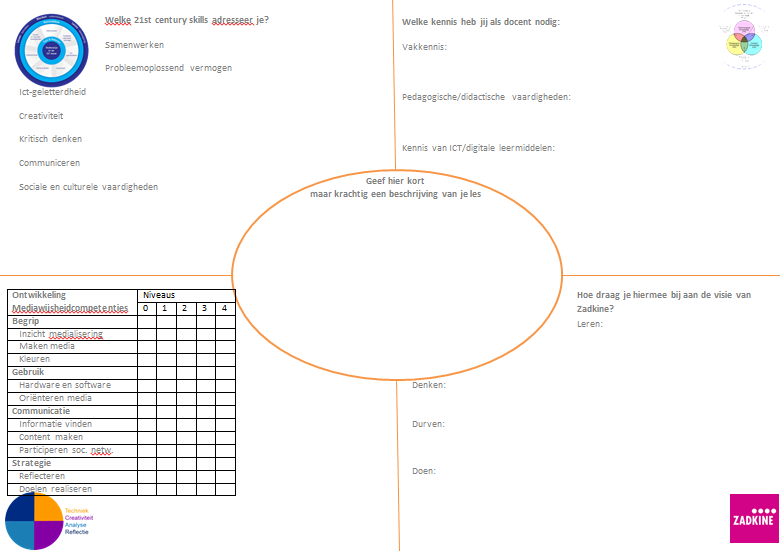 Welke 21st century skills adresseer je?
Samenwerken
Probleemoplossend vermogen
Ict-geletterdheid
Creativiteit
Kritisch denken
Communiceren
Sociale en culturele vaardigheden
Welke kennis heb jij als docent nodig:
Vakkennis:
Pedagogische/didactische vaardigheden:
Kennis van ICT/digitale leermiddelen:
Geef hier kort
maar krachtig een beschrijving van je les
Ontwikkeling Niveaus
Mediawijsheidcompetenties 0 1 2 3 4
Begrip
Inzicht medialisering
Maken media
Kleuren
Gebruik
Hardware en software
Oriënteren media
Communicatie
Informatie vinden
Content maken
Participeren soc. netw.
Strategie
Reflecteren
Doelen realiseren
Techniek
Creativiteit
Analyse
Reflectie
Hoe draag je hiermee bij aan de visie van
Zadkine?
Leren:
Denken:
Durven:
Doen:
ZADKINE